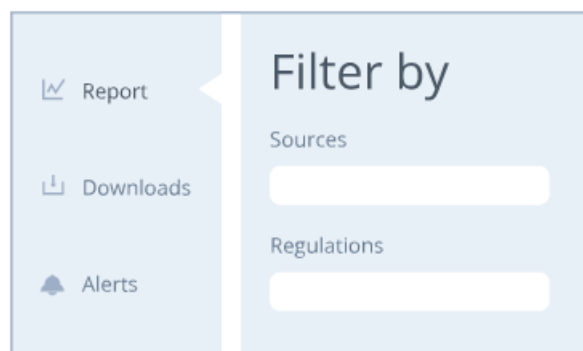 Report
Downloads
Alerts
Filter by
Sources
Regulations